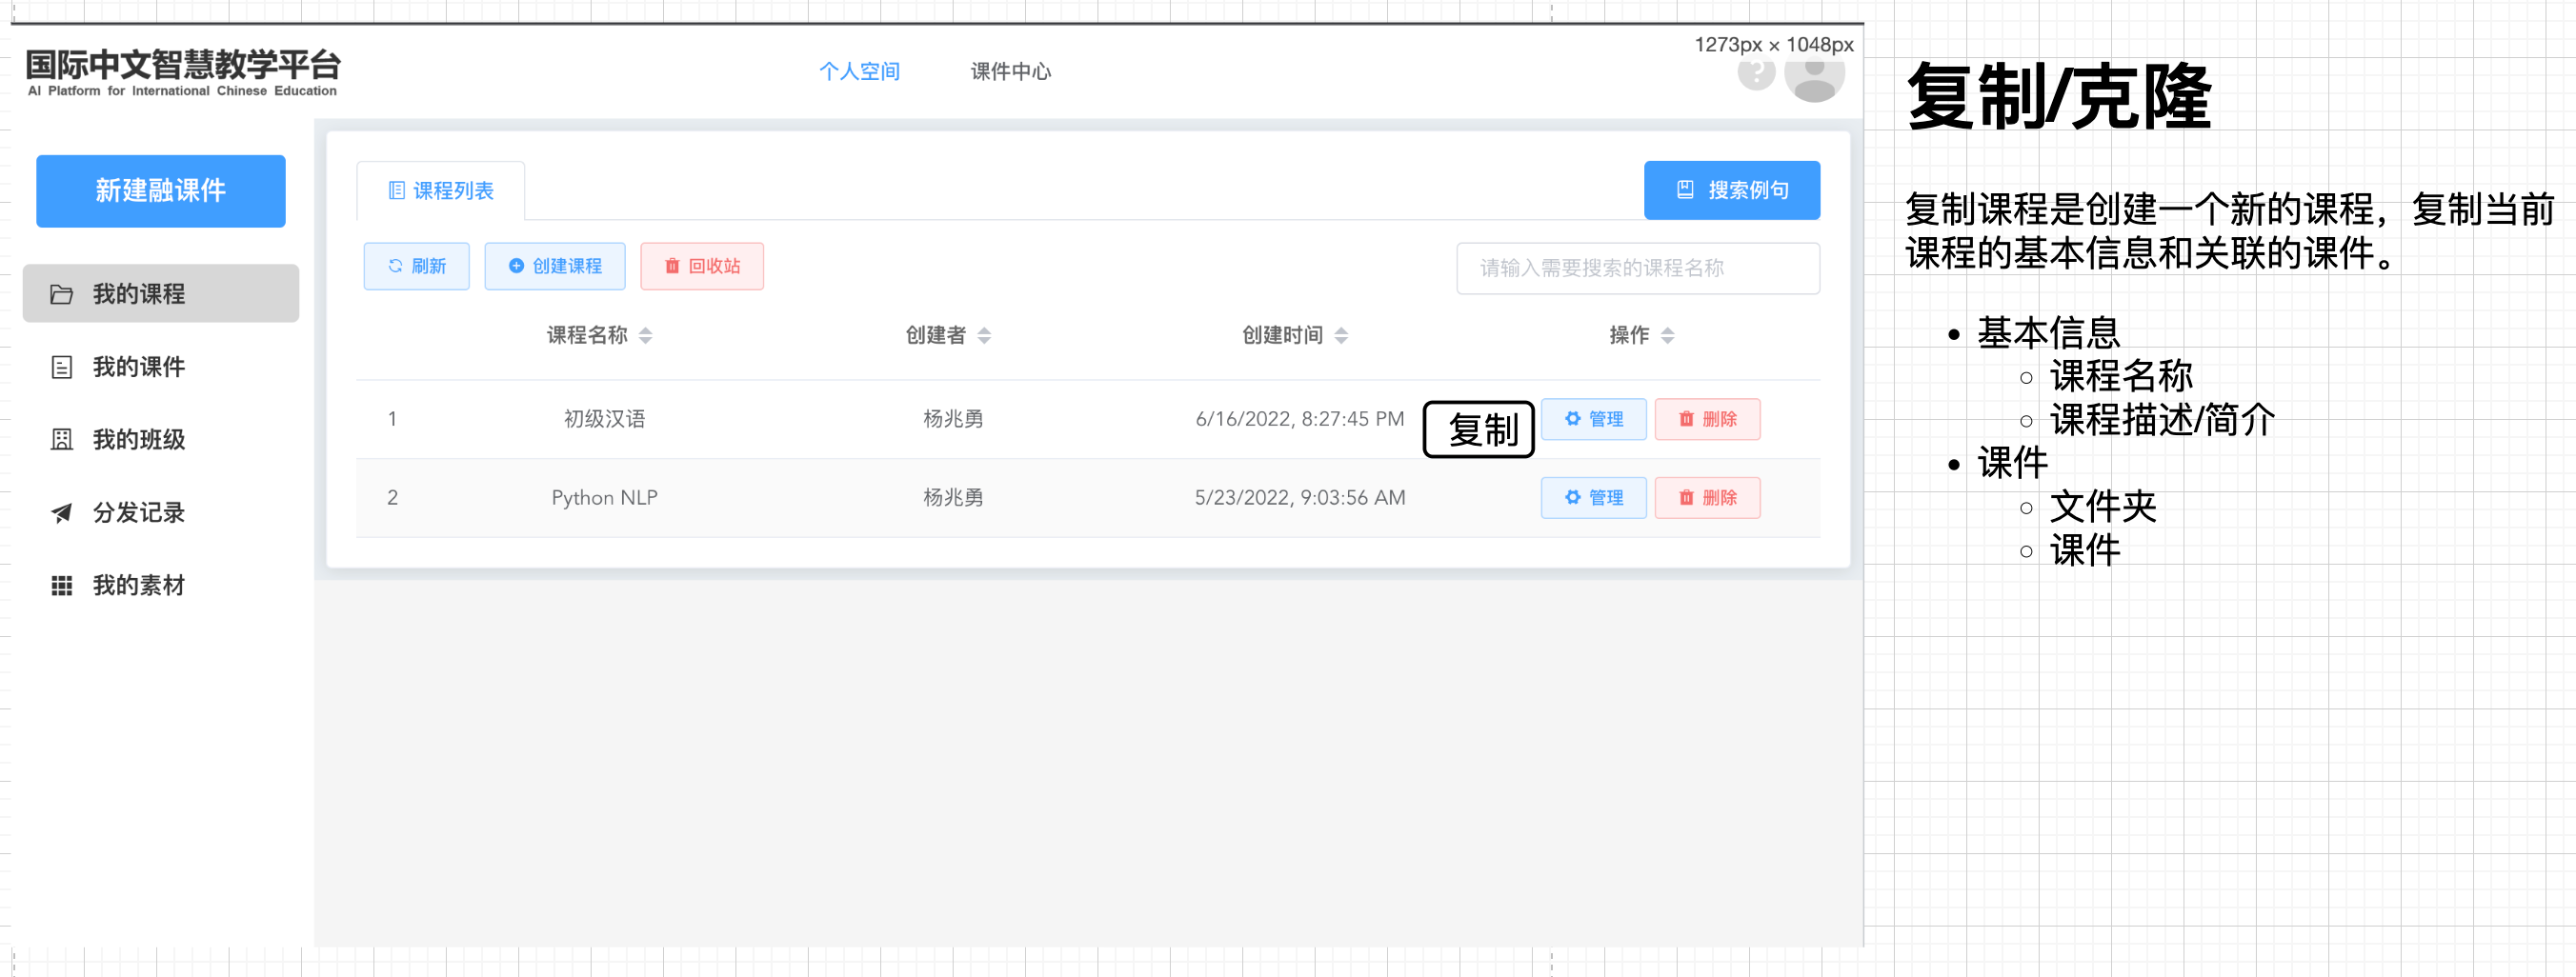 1273px × 1048px
国际中文智慧教学平台
AI Platform for International Chinese Education
个人空间
课件中心
?
新建融课件
我的课程
我的课件
我的班级
分发记录
我的素材
课程列表
搜索例句
刷新
创建课程
回收站
请输入需要搜索的课程名称
课程名称 创建者 创建时间 操作
1 初级汉语 杨兆勇 6/16/2022, 8:27:45 PM 复制 管理 删除
2 Python NLP 杨兆勇 5/23/2022, 9:03:56 AM 管理 删除
复制/克隆
复制课程是创建一个新的课程，复制当前
课程的基本信息和关联的课件。
• 基本信息
◦ 课程名称
◦ 课程描述/简介
• 课件
◦ 文件夹
◦ 课件